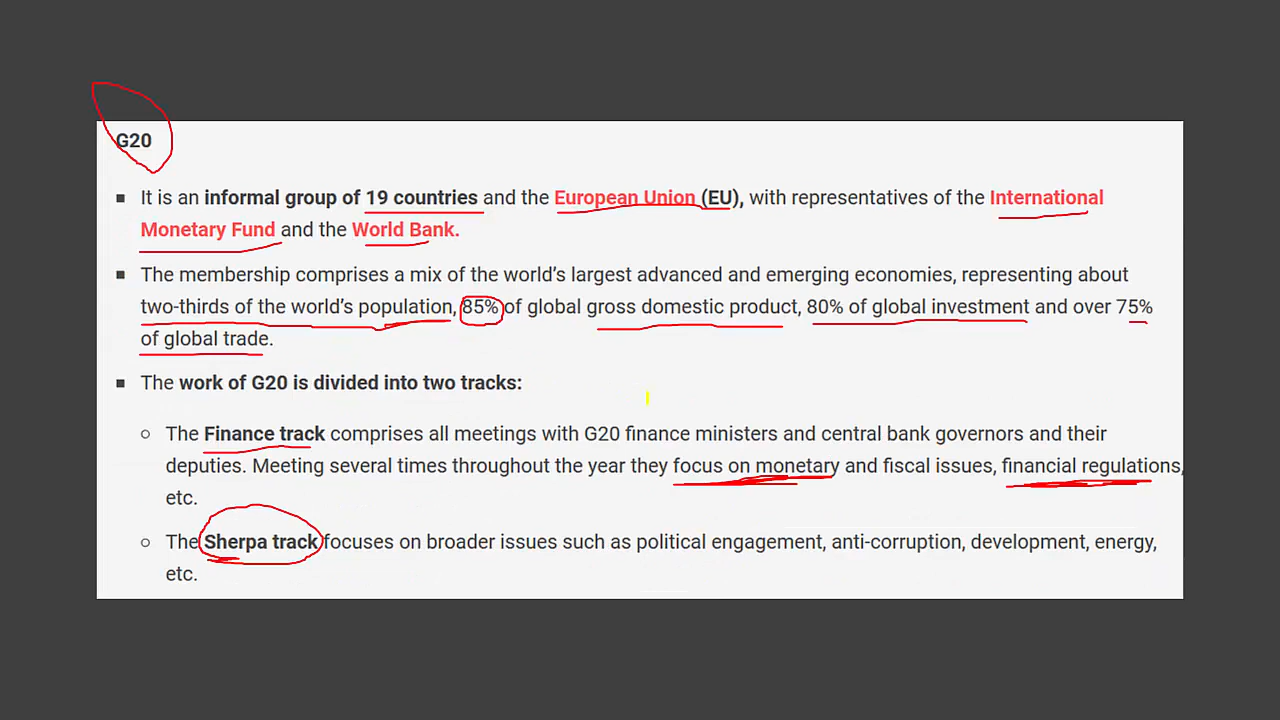 G20
▪ It is an informal group of 19 countries and the European Union (EU), with representatives of the International
Monetary Fund and the World Bank.
▪ The membership comprises a mix of the world's largest advanced and emerging economies, representing about
two-thirds of the world's population, 85% of global gross domestic product, 80% of global investment and over 75%
of global trade.
▪ The work of G20 is divided into two tracks:
○ The Finance track comprises all meetings with G20 finance ministers and central bank governors and their
deputies. Meeting several times throughout the year they focus on monetary and fiscal issues, financial regulations,
etc.
○ The Sherpa track focuses on broader issues such as political engagement, anti-corruption, development, energy,
etc.